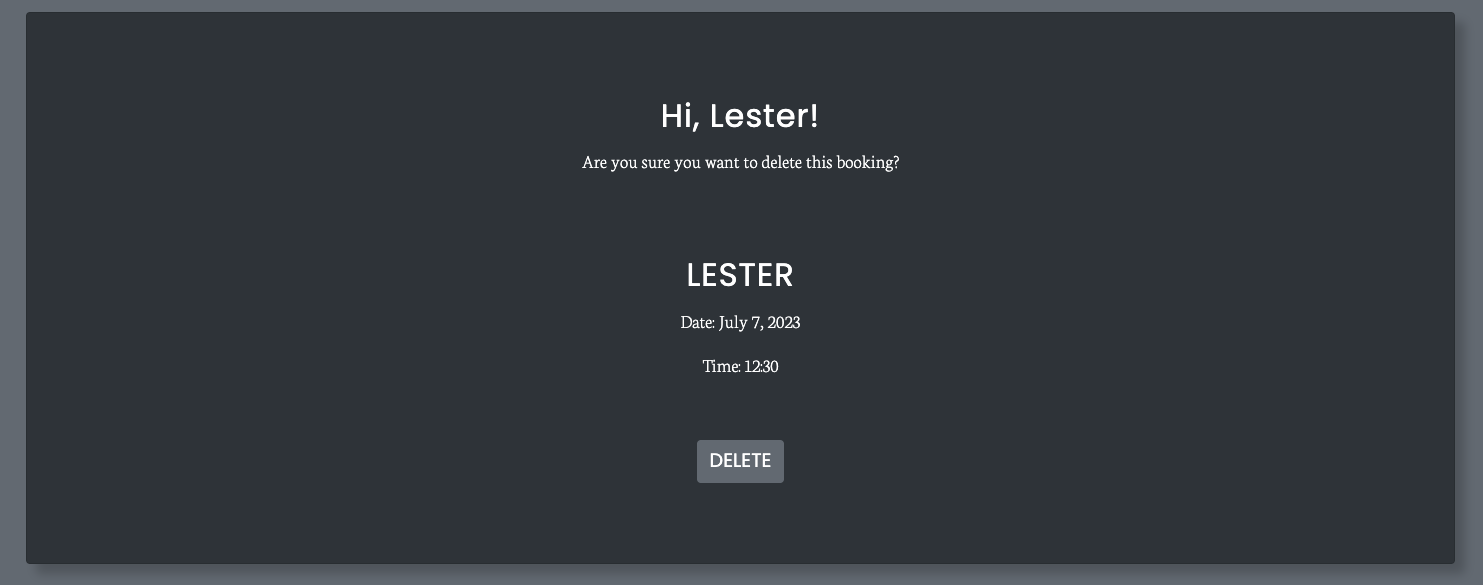 Hi, Lester!
Are you sure you want to delete this booking?
LESTER
Date: July 7, 2023
Time: 12:30
DELETE